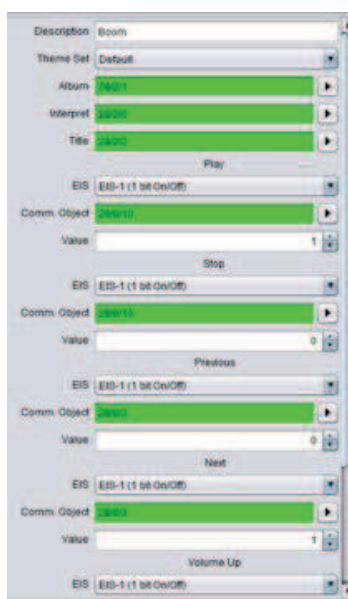 Description Boom
Theme Set Default
Album
Interpret
Title
Play
EIS EIS-1 (1 bit On/Off)
Comm. Object
Value 1
Stop
EIS EIS-1 (1 bit On/Off)
Comm. Object
Value 0
Previous
EIS EIS-1 (1 bit On/Off)
Comm. Object
Value 0
Next
EIS EIS-1 (1 bit On/Off)
Comm. Object
Value 1
Volume Up
EIS EIS-1 (1 bit On/Off)